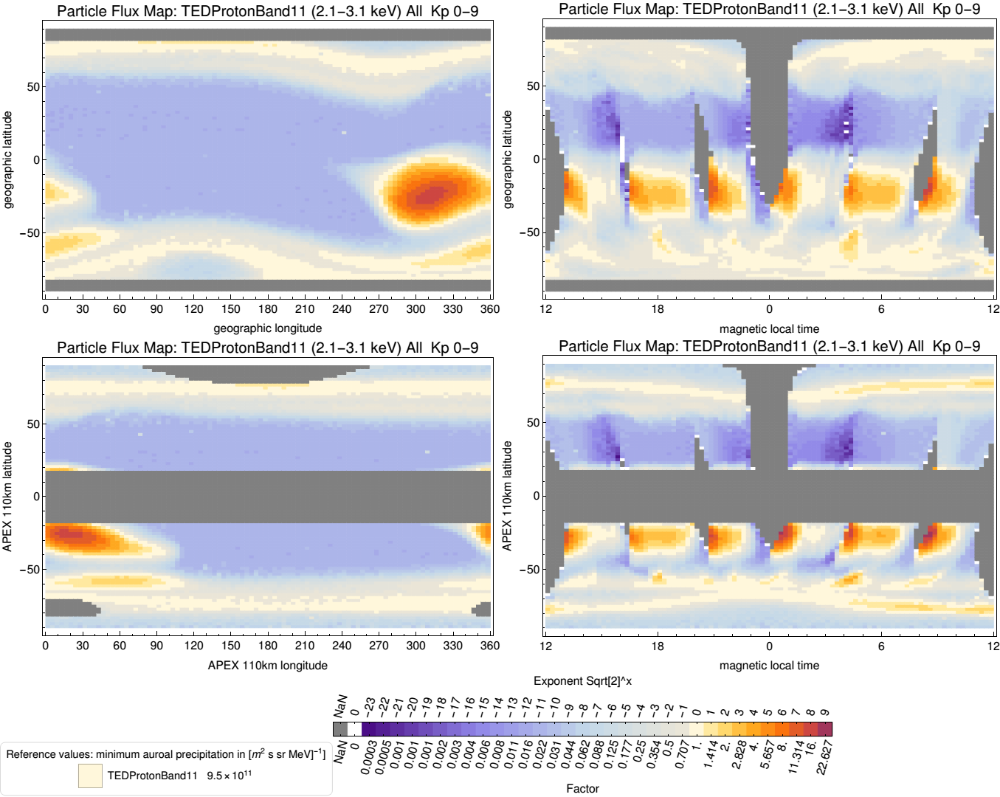 Particle Flux Map: TEDProtonBand11 (2.1−3.1 keV) All Kp 0−9
geographic latitude
50
0
−50
0 30 60 90 120 150 180 210 240 270 300 330 360
geographic longitude
Particle Flux Map: TEDProtonBand11 (2.1−3.1 keV) All Kp 0−9
geographic latitude
50
0
−50
12 18 0 6 12
magnetic local time
Particle Flux Map: TEDProtonBand11 (2.1−3.1 keV) All Kp 0−9
APEX 110km latitude
50
0
−50
0 30 60 90 120 150 180 210 240 270 300 330 360
APEX 110km longitude
Particle Flux Map: TEDProtonBand11 (2.1−3.1 keV) All Kp 0−9
APEX 110km latitude
50
0
−50
12 18 0 6 12
magnetic local time
Exponent Sqrt[2]^x
NaN 0 −23 −22 −21 −20 −19 −18 −17 −16 −15 −14 −13 −12 −11 −10 −9 −8 −7 −6 −5 −4 −3 −2 −1 0 1 2 3 4 5 6 7 8 9
NaN 0 0.0003 0.0005 0.001 0.001 0.001 0.002 0.003 0.004 0.006 0.008 0.011 0.016 0.022 0.031 0.044 0.062 0.088 0.125 0.177 0.25 0.354 0.5 0.707 1. 1.414 2. 2.828 4. 5.657 8. 11.314 16. 22.627
Factor
Reference values: minimum auroal precipitation in [m² s sr MeV]⁻¹]
TEDProtonBand11 9.5×10¹¹